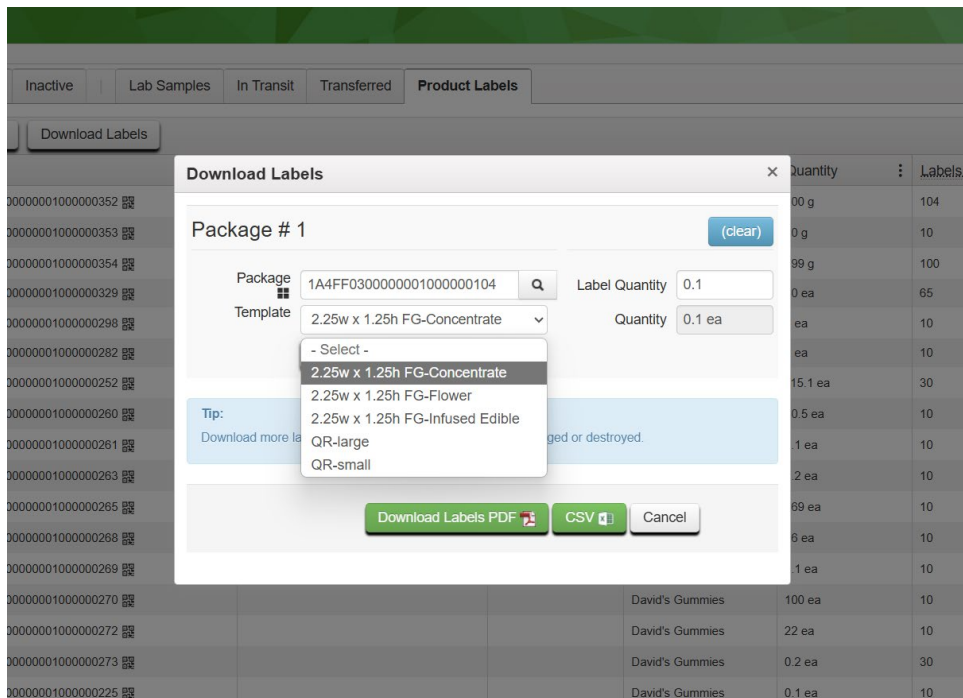 Inactive | Lab Samples In Transit Transferred Product Labels
Download Labels
Download Labels ×
Quantity Labels
Package # 1 (clear)
Package 1A4FF0300000001000000104 Label Quantity 0.1
Template 2.25w x 1.25h FG-Concentrate Quantity 0.1 ea
- Select -
2.25w x 1.25h FG-Concentrate
2.25w x 1.25h FG-Flower
2.25w x 1.25h FG-Infused Edible
QR-large
QR-small
Tip:
Download more
destroyed.
Download Labels PDF CSV Cancel
00000001000000352 00 g 104
00000001000000353 0 g 10
00000001000000354 99 g 100
00000001000000329 0 ea 65
00000001000000298 ea 10
00000001000000282 ea 10
00000001000000252 15.1 ea 30
00000001000000260 0.5 ea 10
00000001000000261 .1 ea 10
00000001000000263 .2 ea 10
00000001000000265 69 ea 10
00000001000000268 6 ea 10
00000001000000269 .1 ea 10
00000001000000270 David's Gummies 100 ea 10
00000001000000272 David's Gummies 22 ea 10
00000001000000273 David's Gummies 0.2 ea 30
00000001000000225 David's Gummies 0.1 ea 10